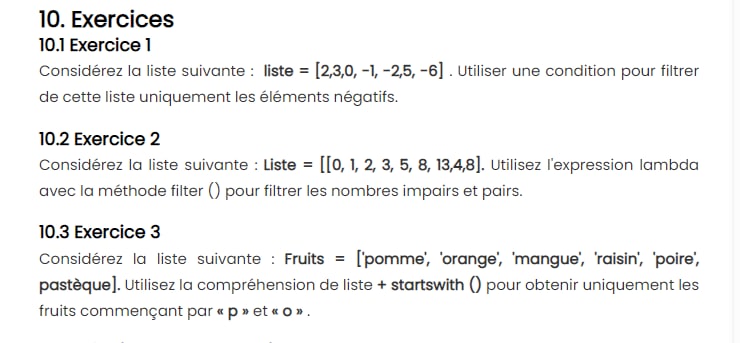 10. Exercices
10.1 Exercice 1
Considérez la liste suivante : liste = [2,3,0, -1, -2,5, -6] . Utiliser une condition pour filtrer
de cette liste uniquement les éléments négatifs.
10.2 Exercice 2
Considérez la liste suivante : Liste = [[0, 1, 2, 3, 5, 8, 13,4,8]. Utilisez l'expression lambda
avec la méthode filter () pour filtrer les nombres impairs et pairs.
10.3 Exercice 3
Considérez la liste suivante : Fruits = ['pomme', 'orange', 'mangue', 'raisin', 'poire',
pastèque]. Utilisez la compréhension de liste + startswith () pour obtenir uniquement les
fruits commençant par « p » et « o » .